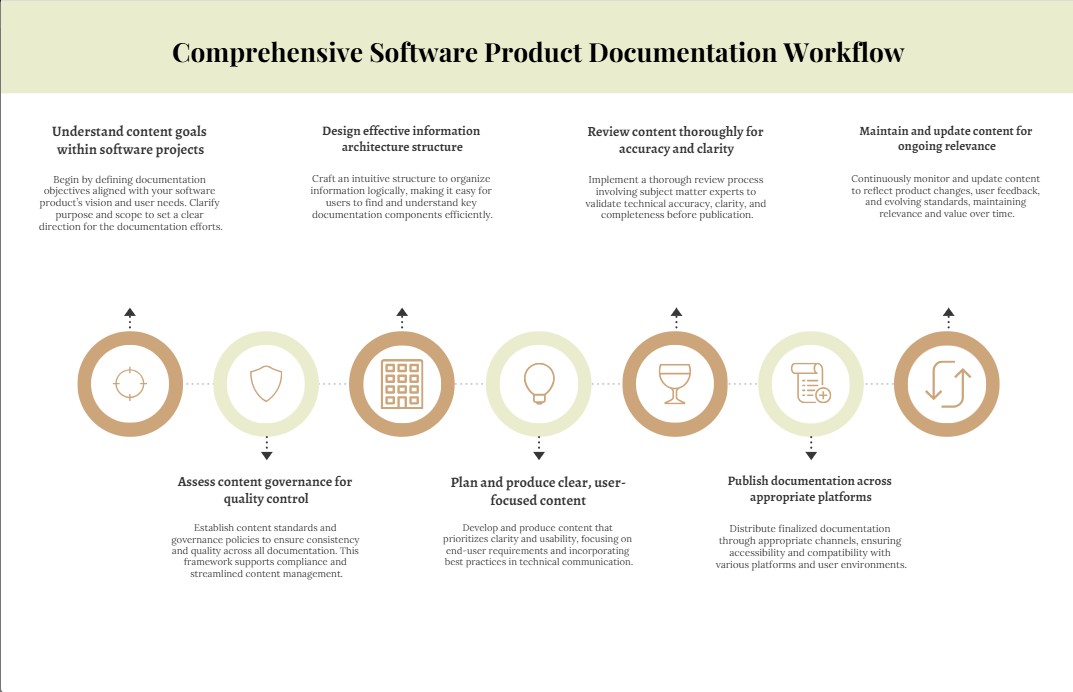 Comprehensive Software Product Documentation Workflow
Understand content goals
within software projects
Begin by defining documentation
objectives aligned with your software
product's vision and user needs. Clarify
purpose and scope to set a clear
direction for the documentation efforts.
Design effective information
architecture structure
Craft an intuitive structure to organize
information logically, making it easy for
users to find and understand key
documentation components efficiently.
Review content thoroughly for
accuracy and clarity
Implement a thorough review process
involving subject matter experts to
validate technical accuracy, clarity, and
completeness before publication.
Maintain and update content for
ongoing relevance
Continuously monitor and update content
to reflect product changes, user feedback,
and evolving standards, maintaining
relevance and value over time.
Assess content governance for
quality control
Establish content standards and
governance policies to ensure consistency
and quality across all documentation. This
framework supports compliance and
streamlined content management.
Plan and produce clear, user-
focused content
Develop and produce content that
prioritizes clarity and usability, focusing on
end-user requirements and incorporating
best practices in technical communication.
Publish documentation across
appropriate platforms
Distribute finalized documentation
through appropriate channels, ensuring
accessibility and compatibility with
various platforms and user environments.